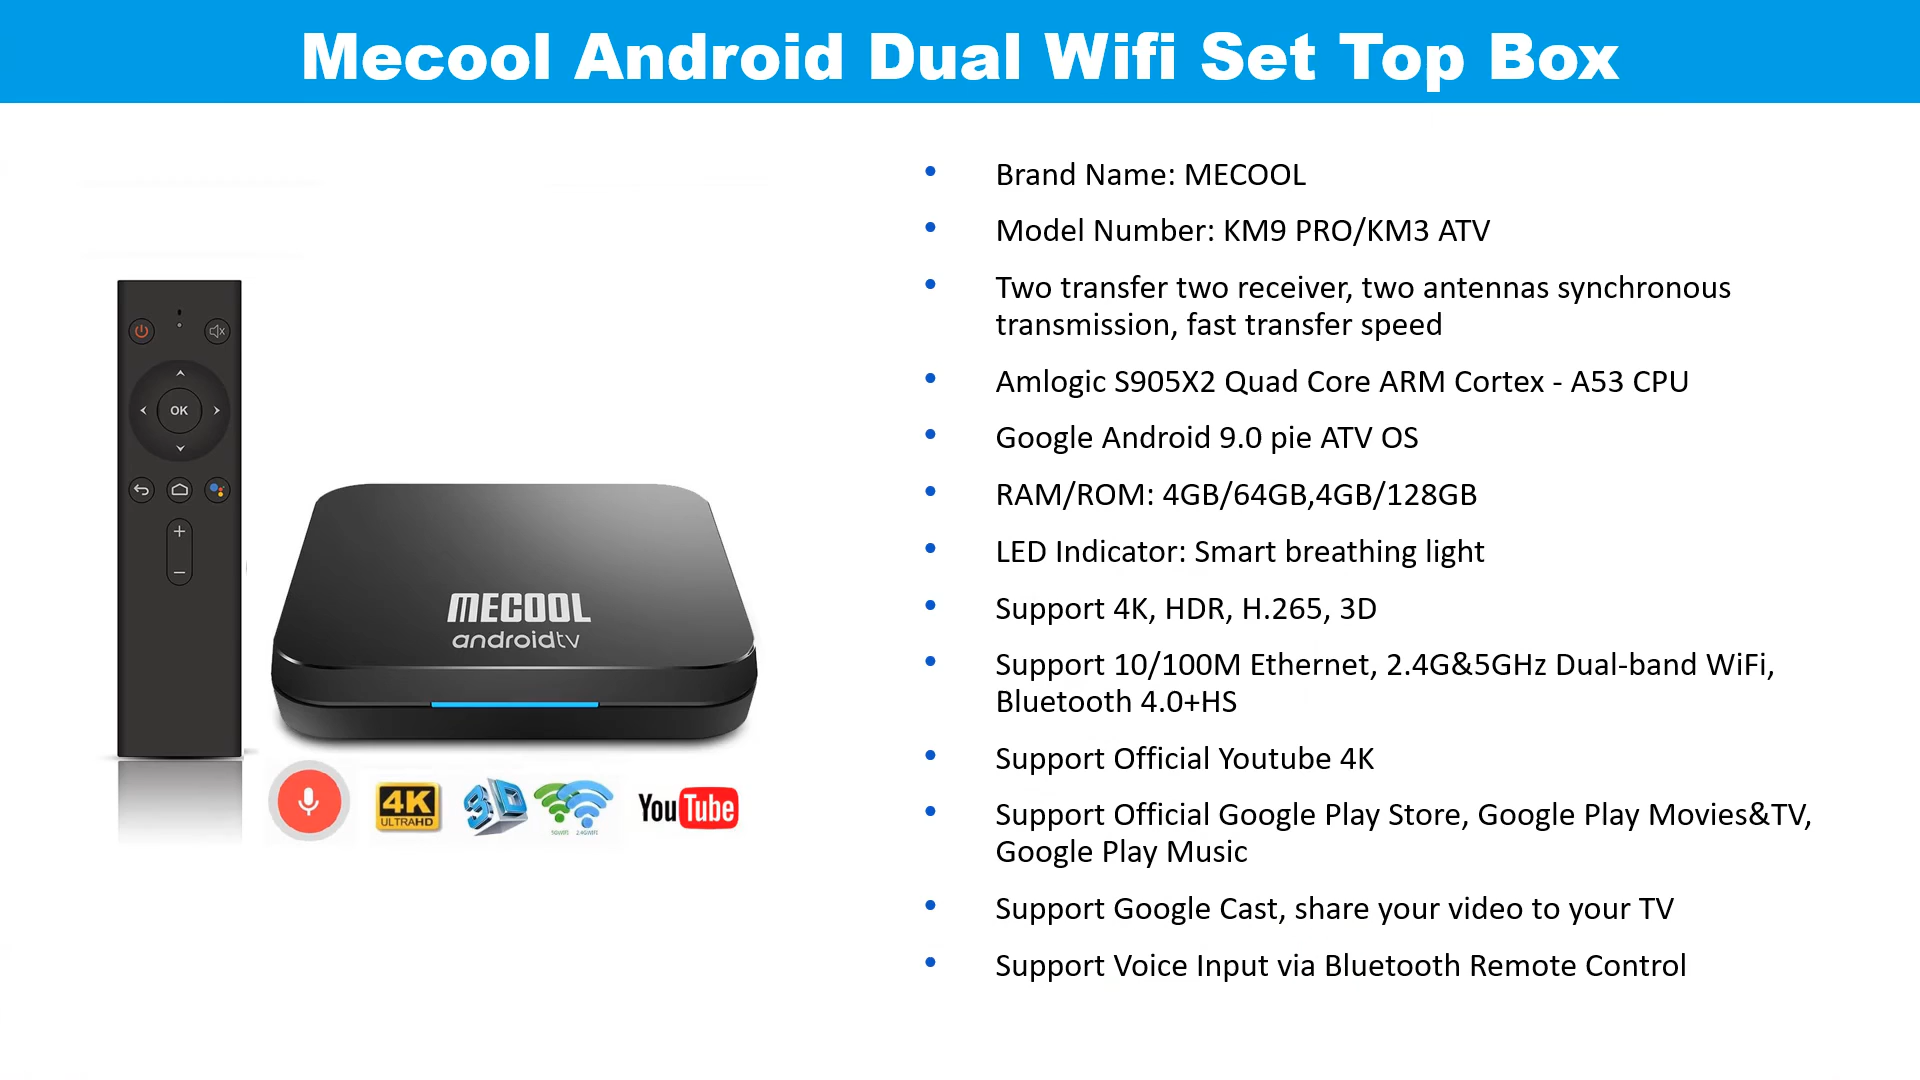 Mecool Android Dual Wifi Set Top Box
• Brand Name: MECOOL
• Model Number: KM9 PRO/KM3 ATV
• Two transfer two receiver, two antennas synchronous
transmission, fast transfer speed
• Amlogic S905X2 Quad Core ARM Cortex - A53 CPU
• Google Android 9.0 pie ATV OS
• RAM/ROM: 4GB/64GB,4GB/128GB
• LED Indicator: Smart breathing light
• Support 4K, HDR, H.265, 3D
• Support 10/100M Ethernet, 2.4G&5GHz Dual-band WiFi,
Bluetooth 4.0+HS
• Support Official Youtube 4K
• Support Official Google Play Store, Google Play Movies&TV,
Google Play Music
• Support Google Cast, share your video to your TV
• Support Voice Input via Bluetooth Remote Control
OK
+
−
MECOOL
androidtv
4K
ULTRAHD
3D
5GWIFI 2.4GWIFI
YouTube